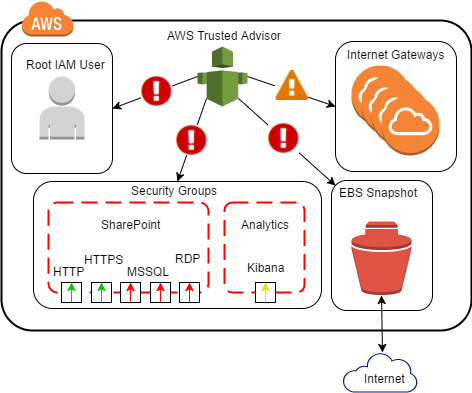 AWS
AWS Trusted Advisor
Root IAM User
Internet Gateways
Security Groups
EBS Snapshot
SharePoint
Analytics
HTTP
HTTPS
MSSQL
RDP
Kibana
Internet